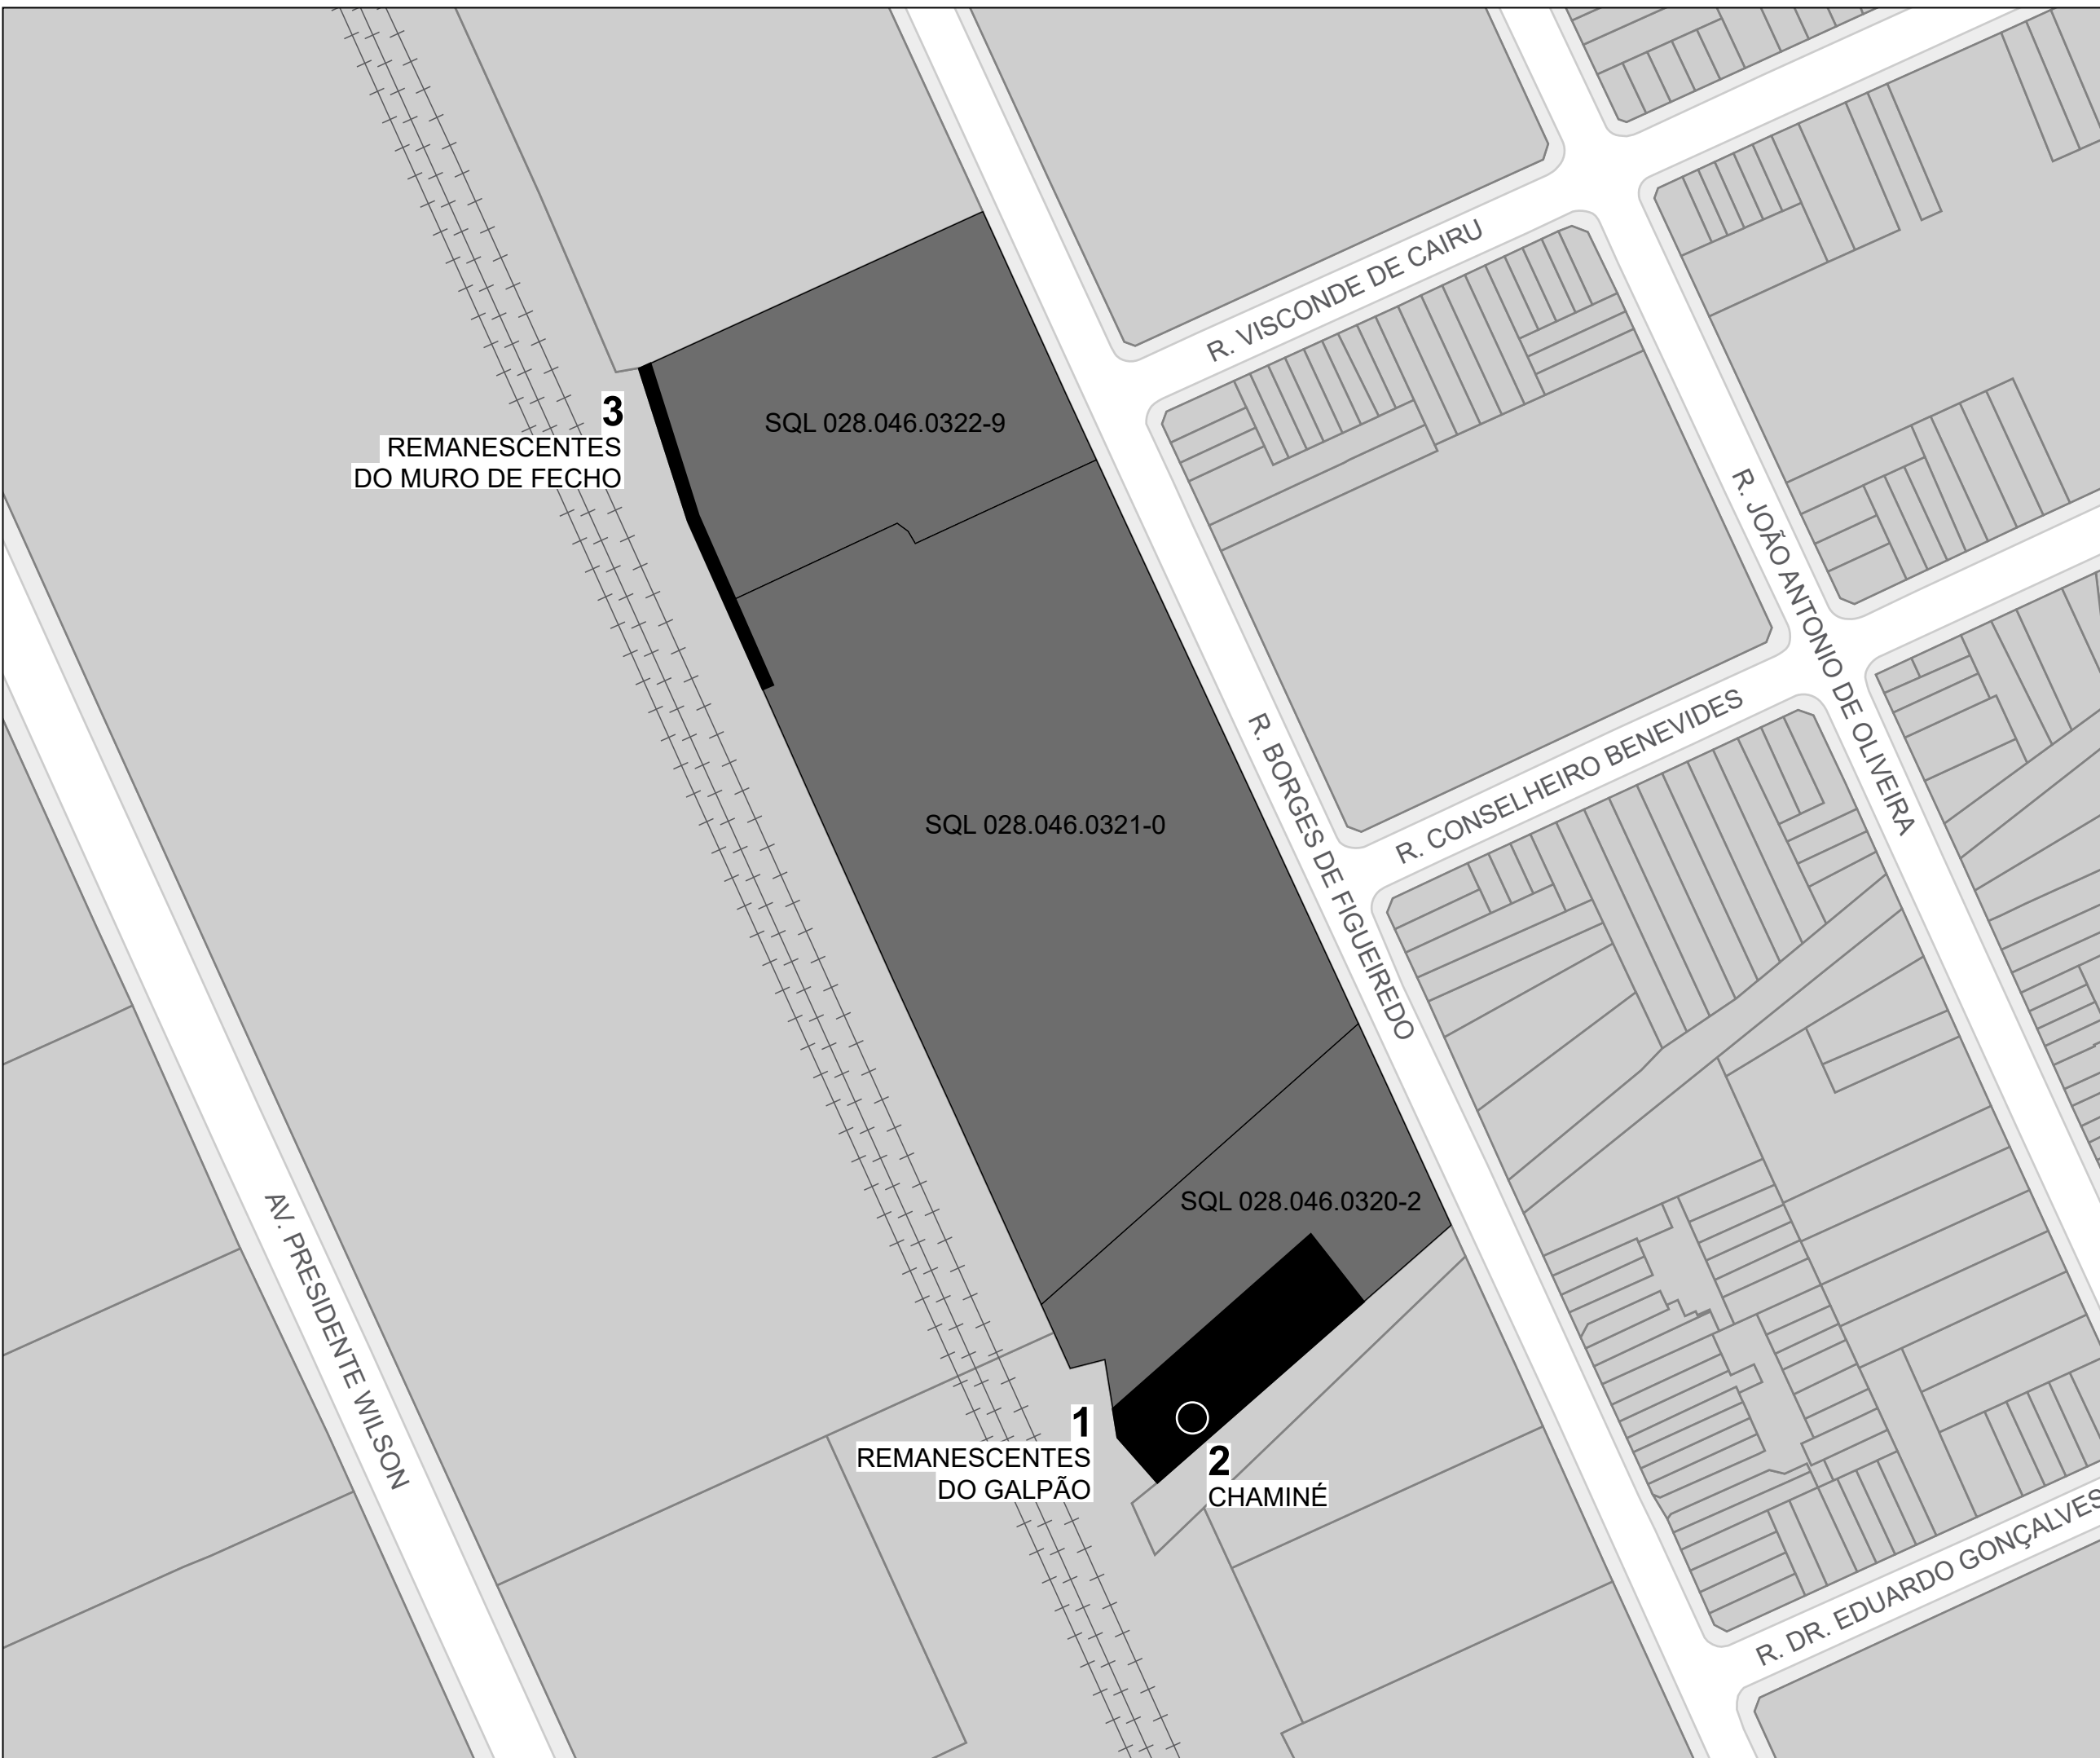 R. VISCONDE DE CAIRU
3
REMANESCENTES
DO MURO DE FECHO
SQL 028.046.0322-9
R. JOÃO ANTONIO DE OLIVEIRA
R. CONSELHEIRO BENEVIDES
R. BORGES DE FIGUEIREDO
SQL 028.046.0321-0
SQL 028.046.0320-2
AV. PRESIDENTE WILSON
1
REMANESCENTES
DO GALPÃO
2
CHAMINÉ
R. DR. EDUARDO GONÇALVES